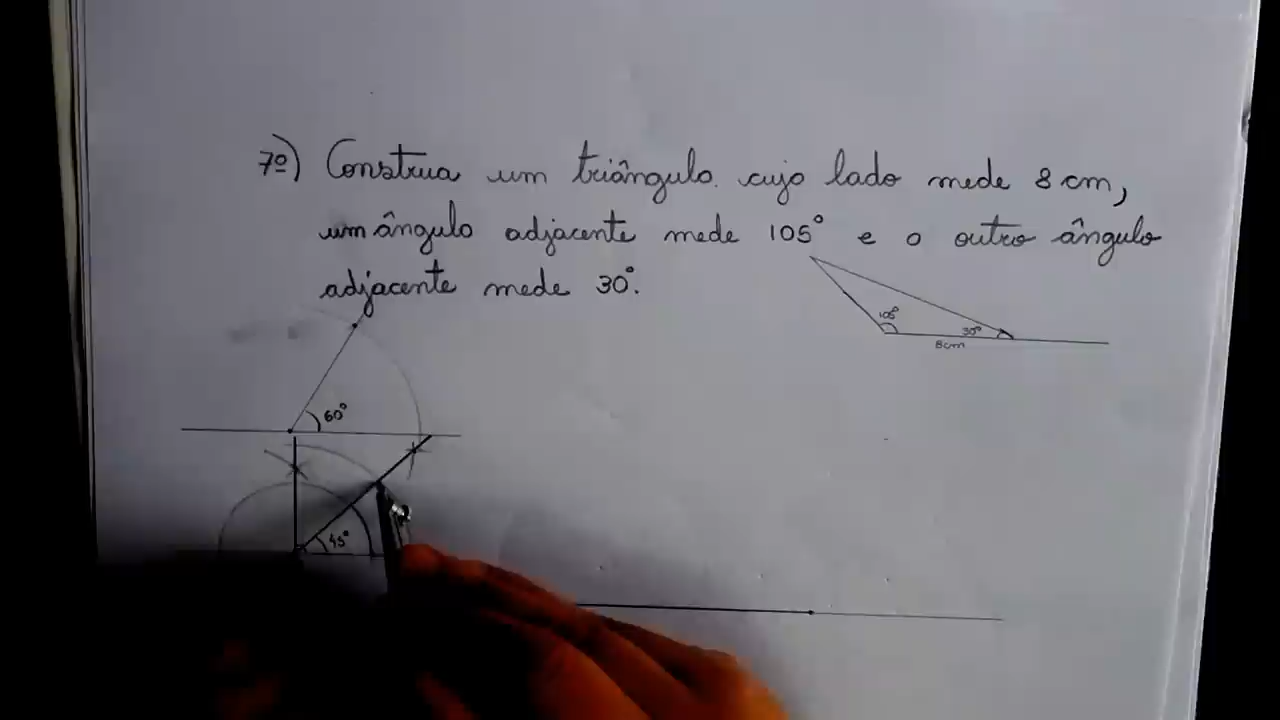 7º) Construa um triângulo cujo lado mede 8 cm,
um ângulo adjacente mede 105° e o outro ângulo
adjacente mede 30°.
105°
30°
8cm
60°
45°